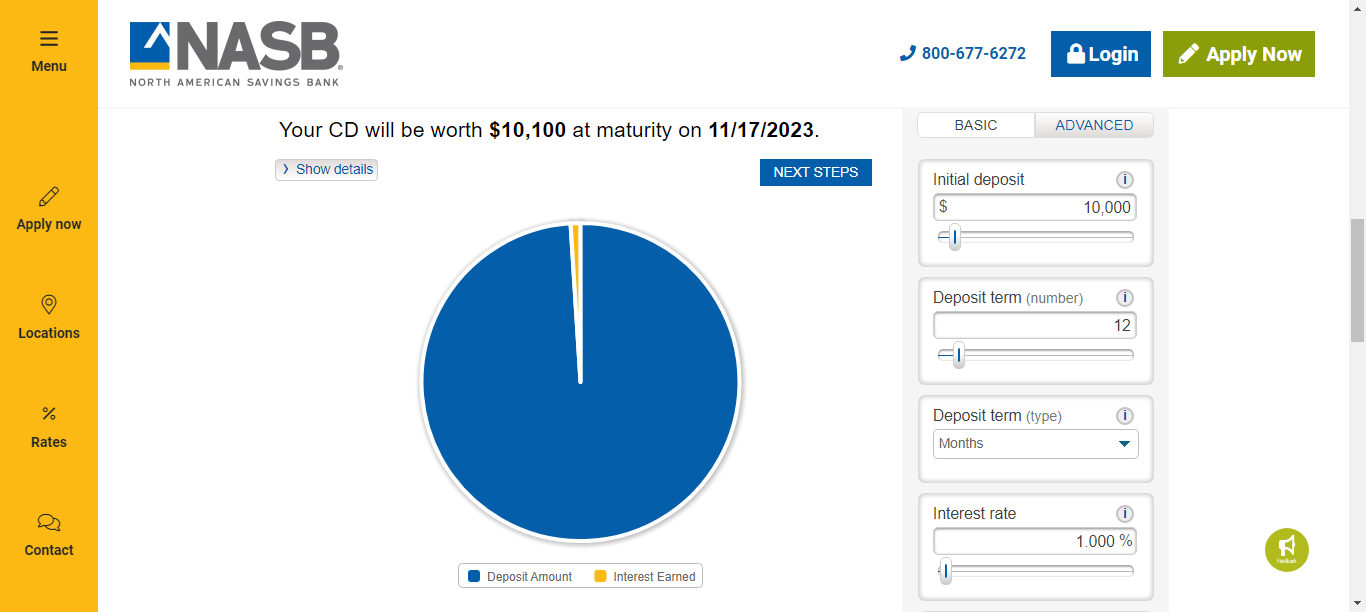 Menu
Apply now
Locations
Rates
Contact
NASB®
NORTH AMERICAN SAVINGS BANK
800-677-6272
Login
Apply Now
Your CD will be worth $10,100 at maturity on 11/17/2023.
Show details
NEXT STEPS
Deposit Amount
Interest Earned
BASIC
ADVANCED
Initial deposit i
$ 10,000
Deposit term (number) i
12
Deposit term (type) i
Months
Interest rate i
1.000 %
Feedback